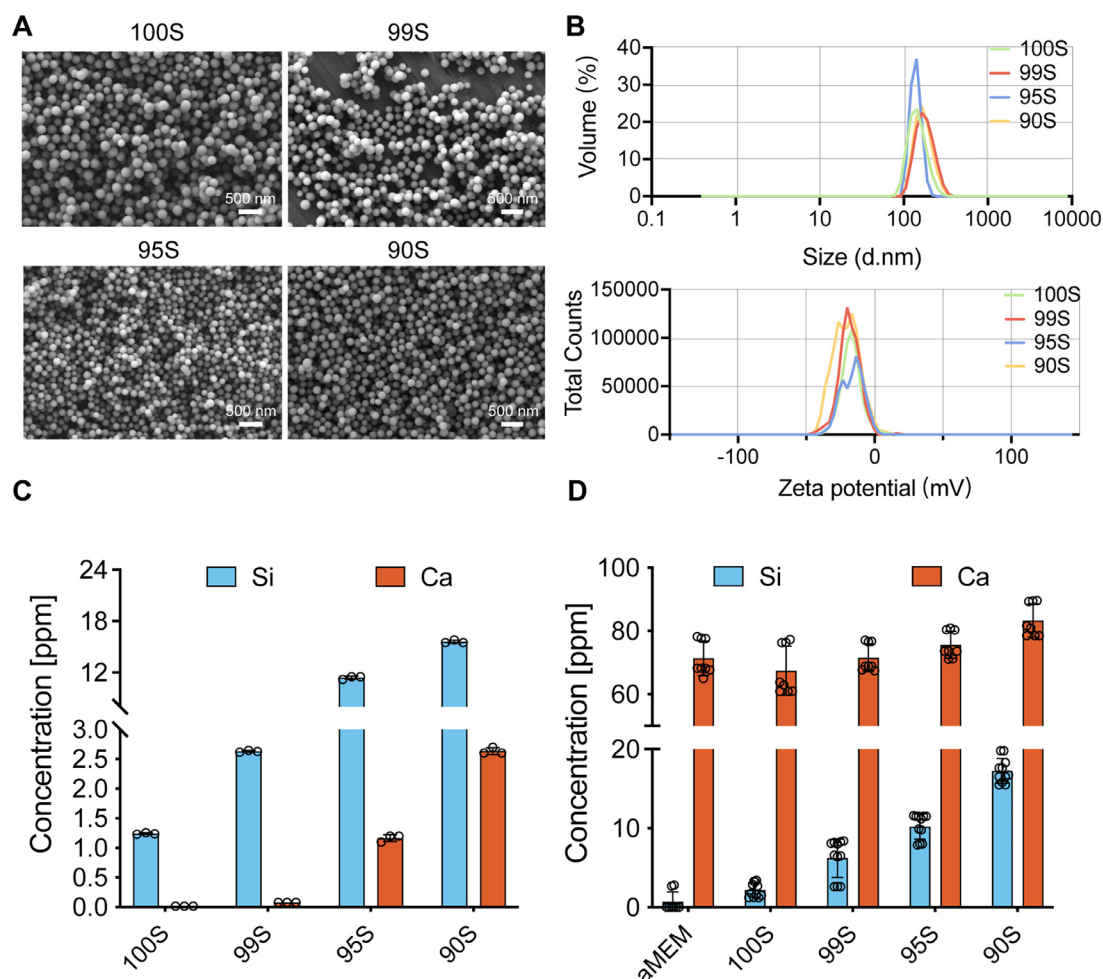 A
100S
99S
500 nm
500 nm
95S
90S
500 nm
500 nm
B
40
30
20
10
0
Volume (%)
0.1
1
10
100
1000
10000
Size (d.nm)
100S
99S
95S
90S
150000
100000
50000
0
Total Counts
-100
0
100
Zeta potential (mV)
100S
99S
95S
90S
C
Si
Ca
24
18
12
3.0
2.5
2.0
1.5
1.0
0.5
0.0
Concentration [ppm]
100S
99S
95S
90S
D
Si
Ca
100
80
60
20
10
0
Concentration [ppm]
aMEM
100S
99S
95S
90S